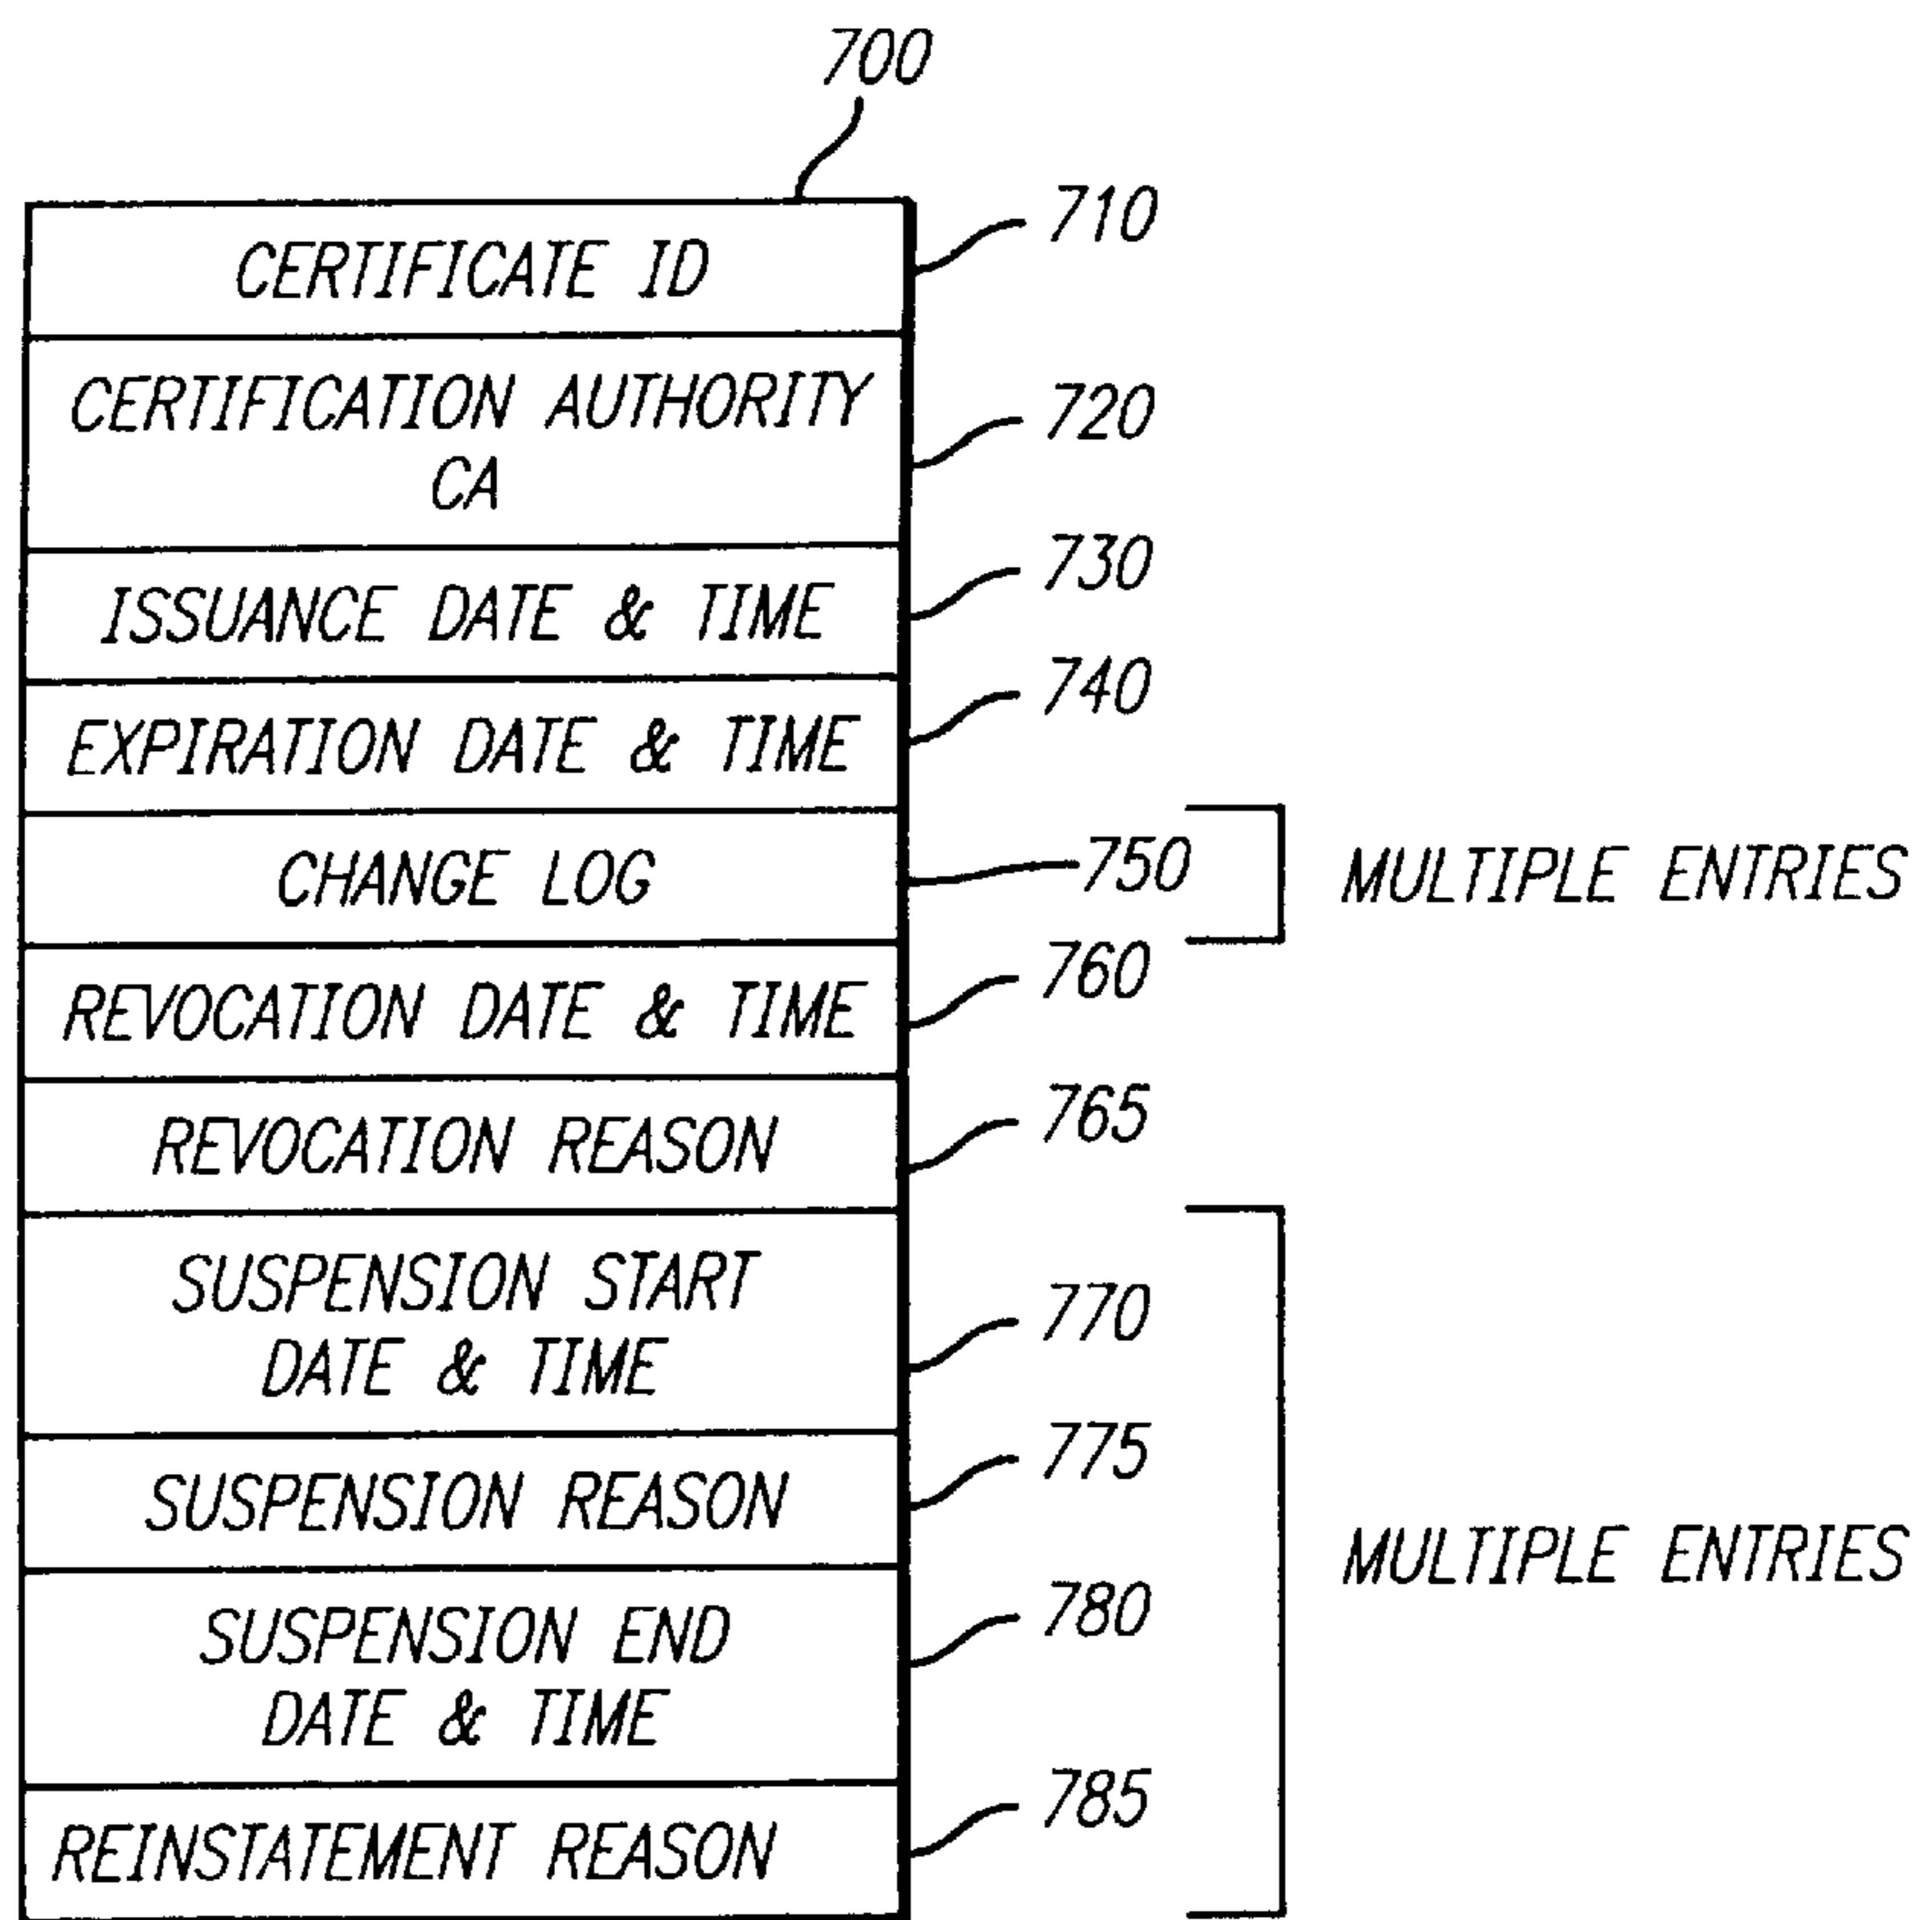 700
CERTIFICATE ID
710
CERTIFICATION AUTHORITY
CA
720
ISSUANCE DATE & TIME
730
EXPIRATION DATE & TIME
740
CHANGE LOG
750
MULTIPLE ENTRIES
REVOCATION DATE & TIME
760
REVOCATION REASON
765
SUSPENSION START
DATE & TIME
770
SUSPENSION REASON
775
MULTIPLE ENTRIES
SUSPENSION END
DATE & TIME
780
REINSTATEMENT REASON
785